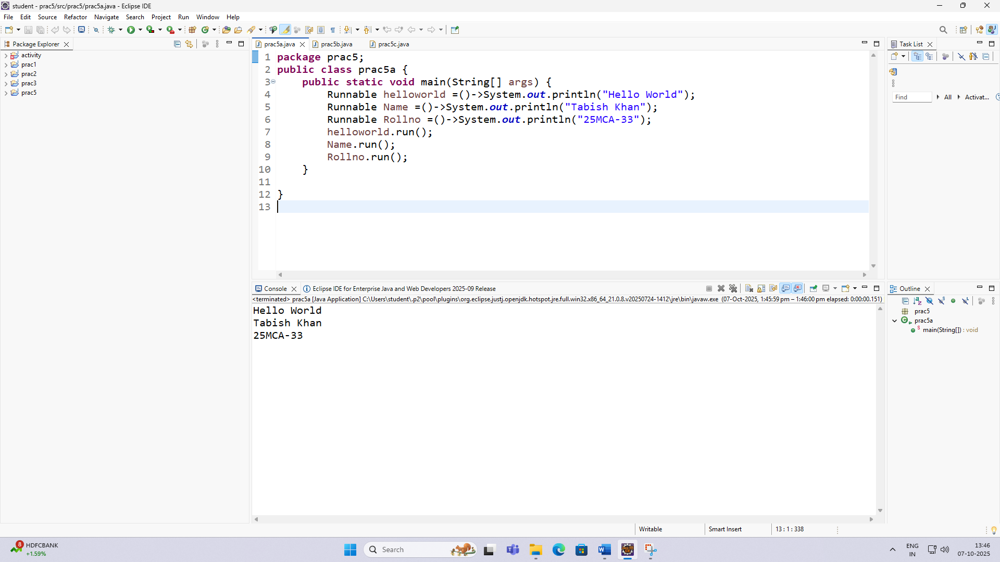 student - prac5/src/prac5/prac5a.java - Eclipse IDE
File Edit Source Refactor Navigate Search Project Run Window Help
Package Explorer
activity
prac1
prac2
prac3
prac5
prac5a.java prac5b.java prac5c.java
1 package prac5;
2 public class prac5a {
3 public static void main(String[] args) {
4 Runnable helloworld =()->System.out.println("Hello World");
5 Runnable Name =()->System.out.println("Tabish Khan");
6 Runnable Rollno =()->System.out.println("25MCA-33");
7 helloworld.run();
8 Name.run();
9 Rollno.run();
10 }
11
12 }
13
Task List
Find All Activat...
Console Eclipse IDE for Enterprise Java and Web Developers 2025-09 Release
<terminated> prac5a [Java Application] C:\Users\student\.p2\pool\plugins\org.eclipse.justj.openjdk.hotspot.jre.full.win32.x86_64_21.0.8.v20250724-1412\jre\bin\javaw.exe (07-Oct-2025, 1:45:59 pm – 1:46:00 pm elapsed: 0:00:00.151)
Hello World
Tabish Khan
25MCA-33
Outline
prac5
prac5a
main(String[]) : void
Writable Smart Insert 13 : 1 : 338
8
HDFCBANK
+1.59%
Search
ENG
IN
13:46
07-10-2025